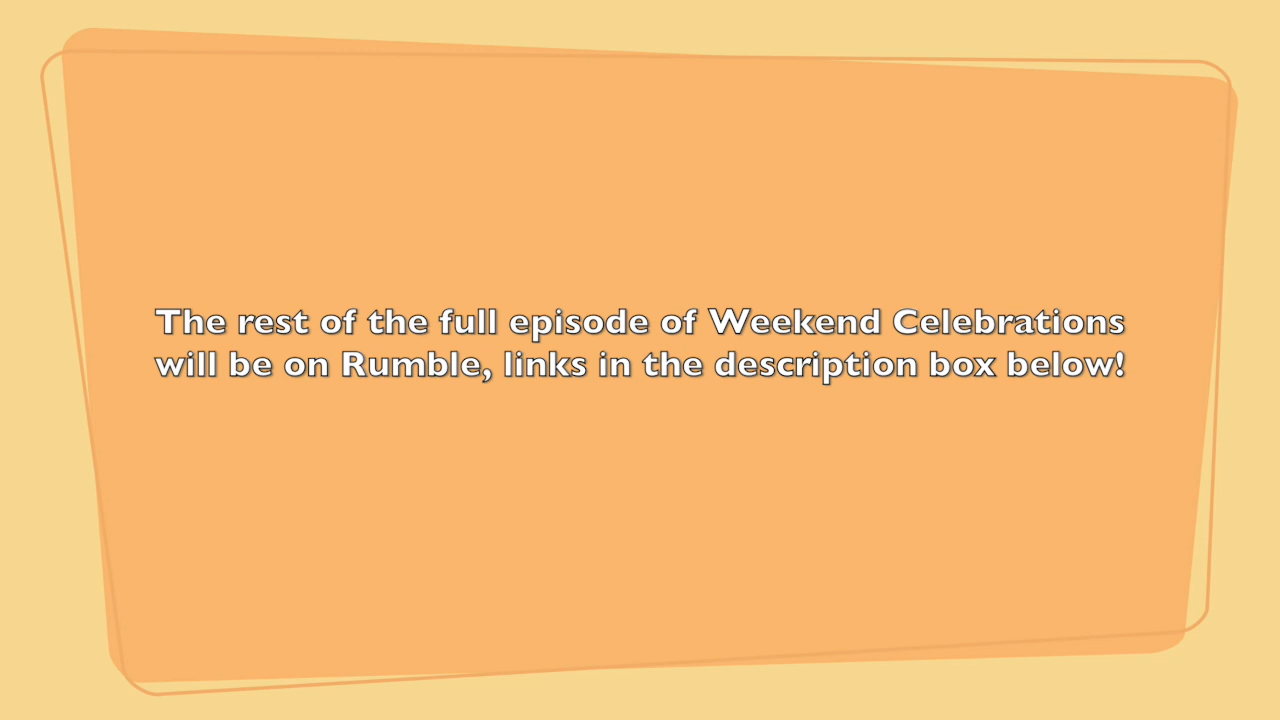 The rest of the full episode of Weekend Celebrations
will be on Rumble, links in the description box below!